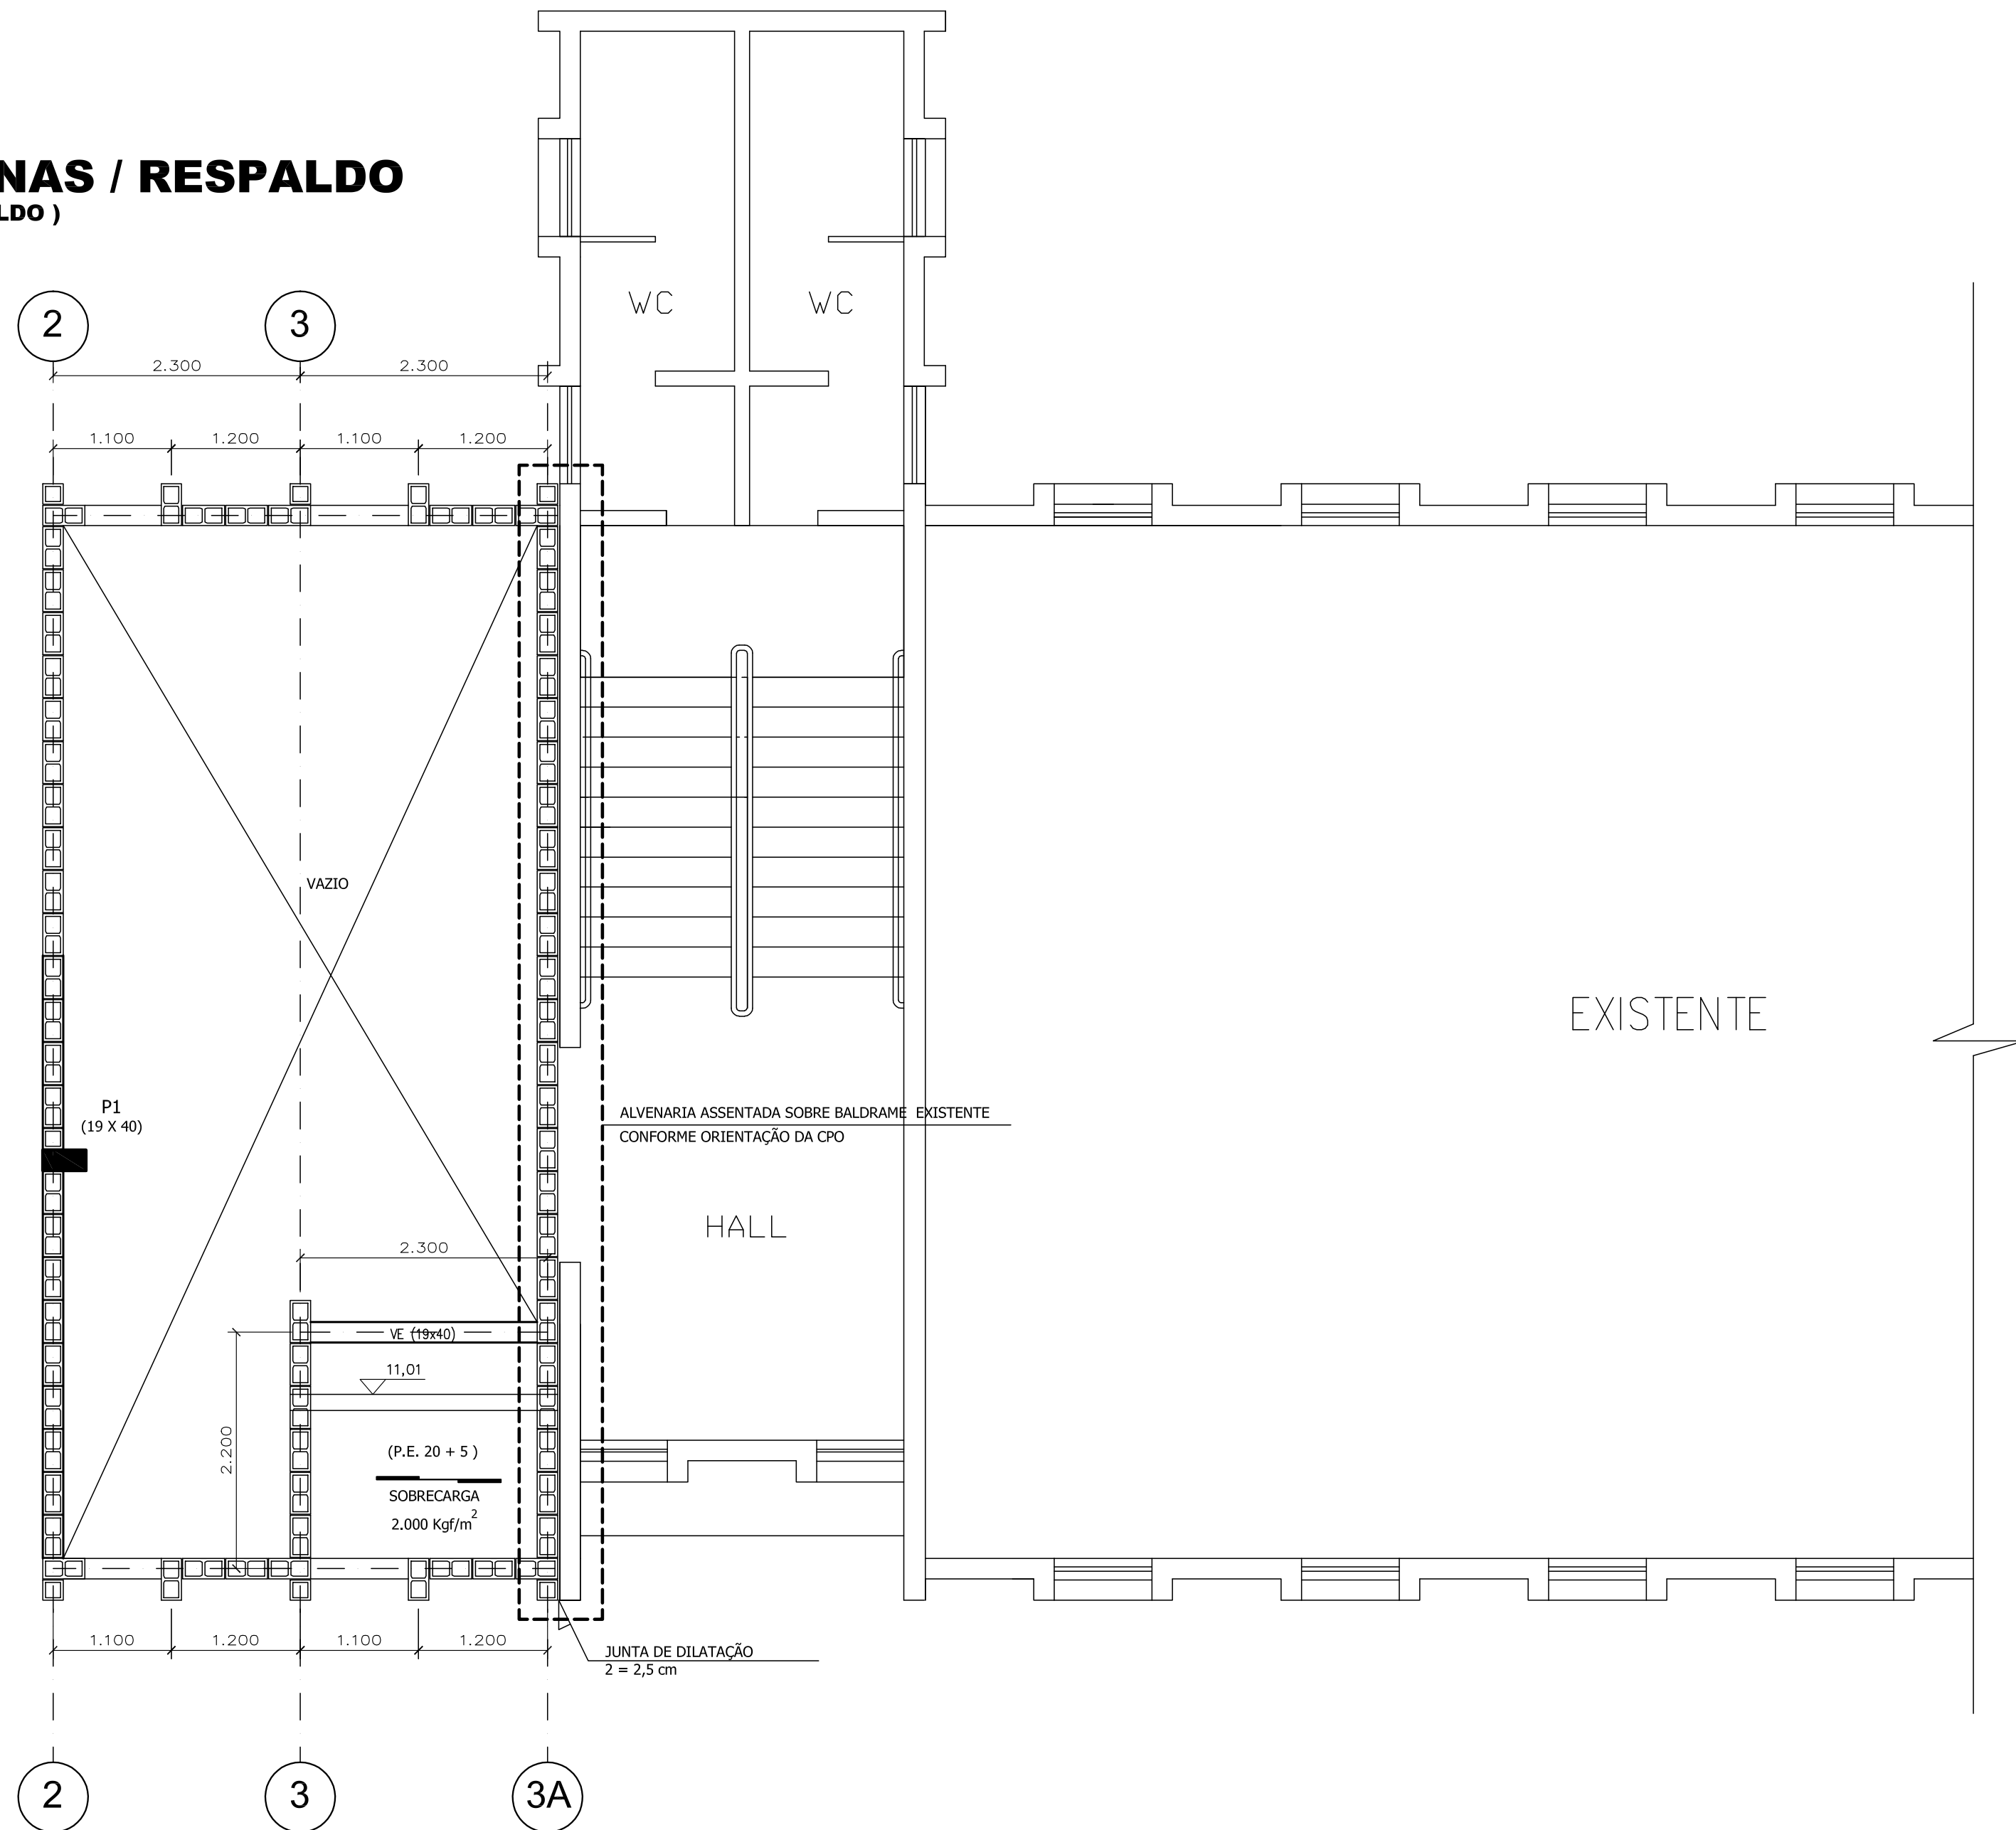 NAS / RESPALDO
LDO )
WC
WC
2
3
2.300
2.300
1.100
1.200
1.100
1.200
VAZIO
EXISTENTE
P1
(19 X 40)
ALVENARIA ASSENTADA SOBRE BALDRAME EXISTENTE
CONFORME ORIENTAÇÃO DA CPO
HALL
2.300
VE (19x40)
11,01
2.200
(P.E. 20 + 5 )
SOBRECARGA
2.000 Kgf/m2
1.100
1.200
1.100
1.200
JUNTA DE DILATAÇÃO
2 = 2,5 cm
2
3
3A